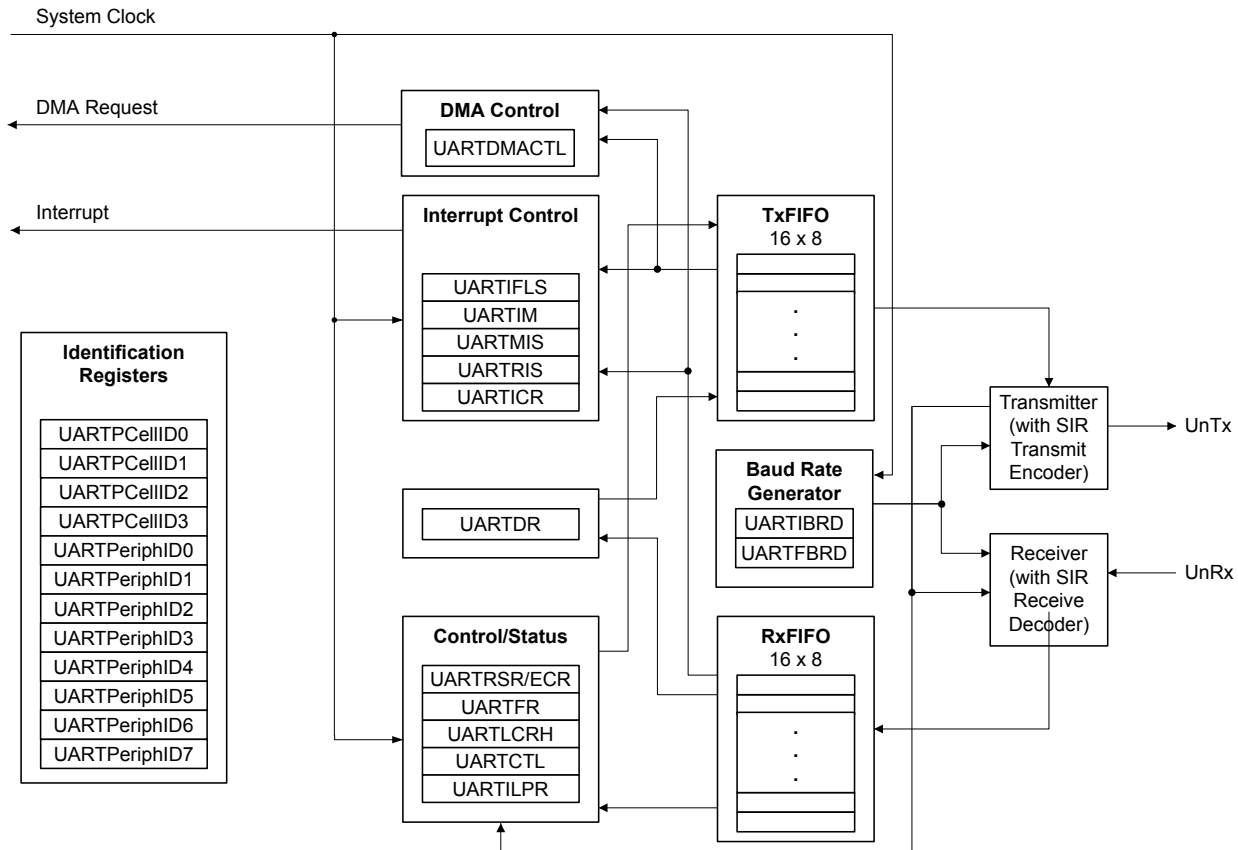 System Clock
DMA Request
DMA Control
UARTDMACTL
Interrupt
Interrupt Control
UARTIFLS
UARTIM
UARTMIS
UARTRIS
UARTICR
TxFIFO
16 x 8
.
.
.
Identification
Registers
UARTPCellID0
UARTPCellID1
UARTPCellID2
UARTPCellID3
UARTPeriphID0
UARTPeriphID1
UARTPeriphID2
UARTPeriphID3
UARTPeriphID4
UARTPeriphID5
UARTPeriphID6
UARTPeriphID7
UARTDR
Baud Rate
Generator
UARTIBRD
UARTFBRD
Transmitter
(with SIR
Transmit
Encoder)
UnTx
Receiver
(with SIR
Receive
Decoder)
UnRx
Control/Status
UARTRSR/ECR
UARTFR
UARTLCRH
UARTCTL
UARTILPR
RxFIFO
16 x 8
.
.
.